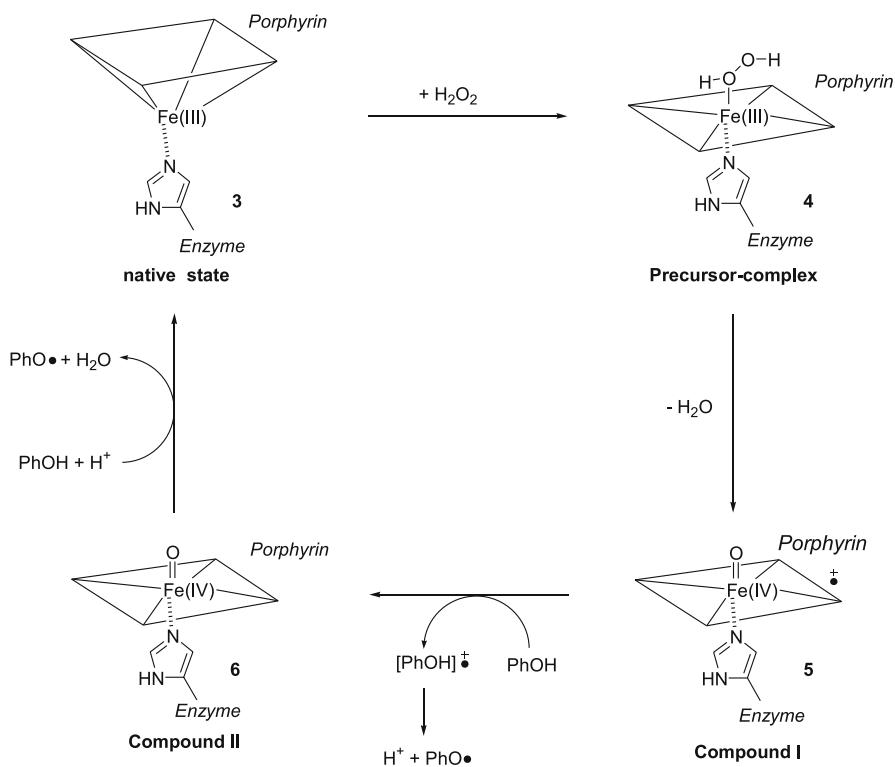 Porphyrin
Fe(III)
N
HN
3
Enzyme
native state
+ H₂O₂
H
O
O–H
Porphyrin
Fe(III)
N
HN
4
Enzyme
Precursor-complex
- H₂O
PhO● + H₂O
PhOH + H⁺
O
Porphyrin
Fe(IV)
N
HN
6
Enzyme
Compound II
[PhOH]
+
●
PhOH
H⁺ + PhO●
O
Porphyrin
+
●
Fe(IV)
N
HN
5
Enzyme
Compound I